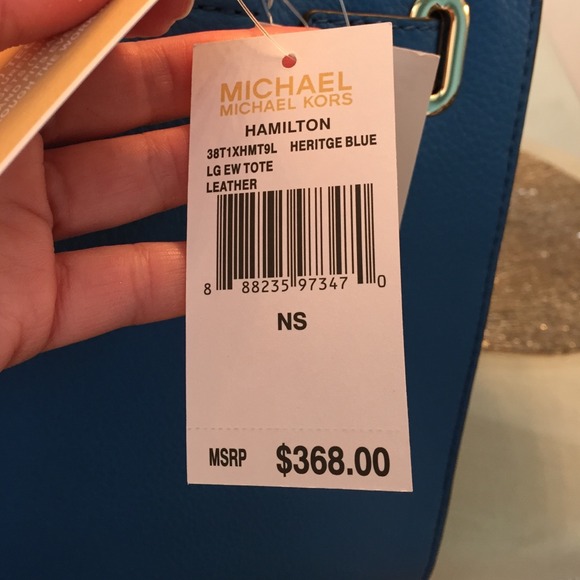 MICHAEL
MICHAEL KORS
HAMILTON
38T1XHMT9L HERITGE BLUE
LG EW TOTE
LEATHER
8 88235 97347 0
NS
MSRP $368.00